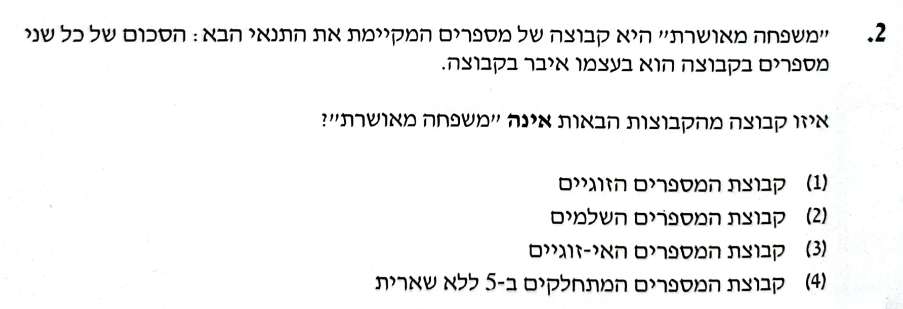 2. "משפחה מאושרת" היא קבוצה של מספרים המקיימת את התנאי הבא: הסכום של כל שני
מספרים בקבוצה הוא בעצמו איבר בקבוצה.
איזו קבוצה מהקבוצות הבאות אינה "משפחה מאושרת"?
(1) קבוצת המספרים הזוגיים
(2) קבוצת המספרים השלמים
(3) קבוצת המספרים האי-זוגיים
(4) קבוצת המספרים המתחלקים ב-5 ללא שארית